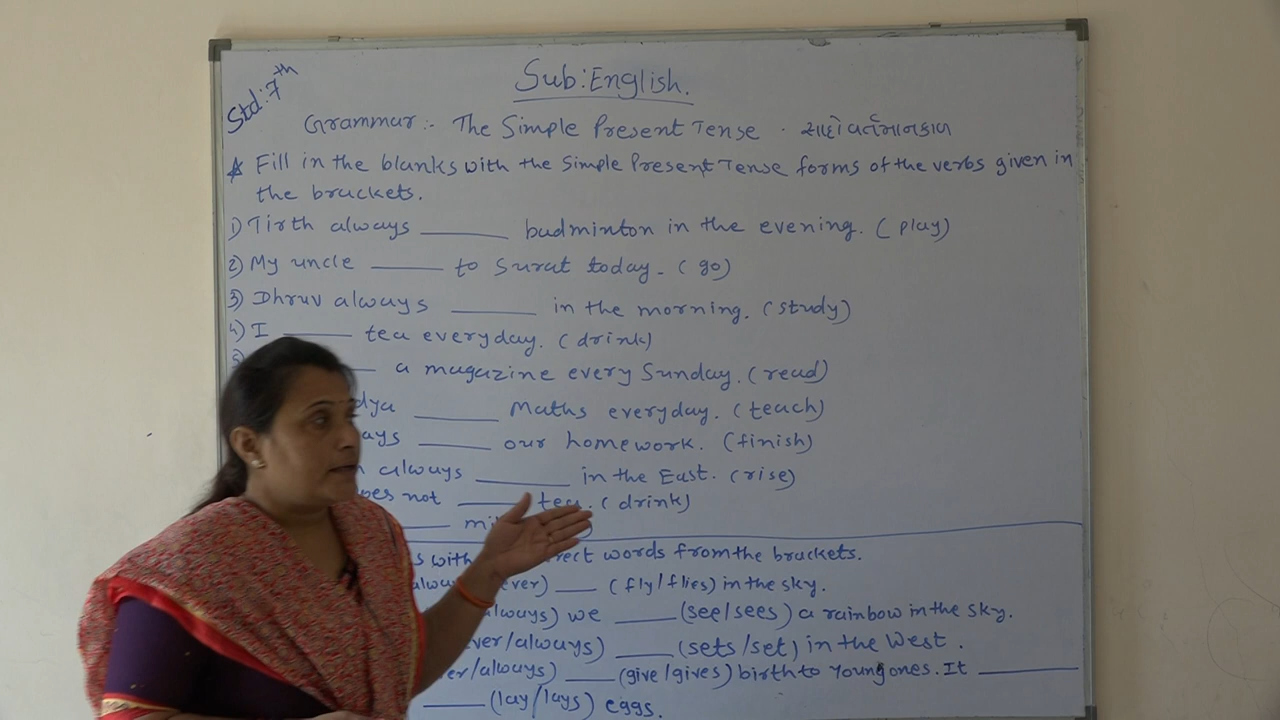 Std: 7th
Sub: English.
Grammar:- The Simple Present Tense. સાદો વર્તમાનકાળ
Fill in the blanks with the Simple Present Tense forms of the verbs given in
the brackets.
1) Tirth always ______ badminton in the evening. (play)
2) My uncle ______ to Surat today. (go)
3) Dhruv always ______ in the morning. (study)
4) I ______ tea everyday. (drink)
5) ______ a magazine every Sunday. (read)
______ Maths everyday. (teach)
______ our homework. (finish)
always ______ in the East. (rise)
not ______ tea. (drink)
______
words from the brackets.
______ (fly/flies) in the sky.
always) we ______ (see/sees) a rainbow in the sky.
/always) ______ (sets/set) in the West.
/always) ______ (give/gives) birth to young ones. It ______
______ (lay/lays) eggs.